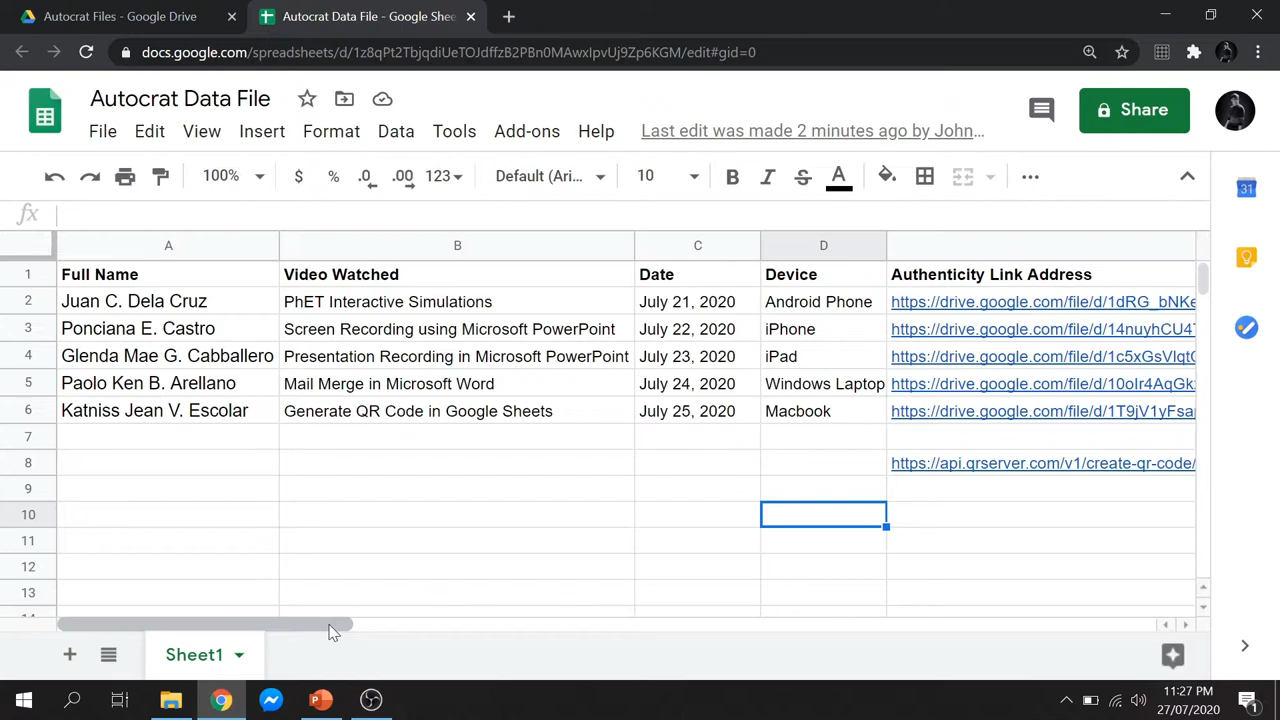 Autocrat Files - Google Drive
Autocrat Data File - Google Shee
docs.google.com/spreadsheets/d/1z8qPt2TbjqdiUeTOJdffzB2PBn0MAwxIpvUj9Zp6KGM/edit#gid=0
Autocrat Data File
Share
File Edit View Insert Format Data Tools Add-ons Help Last edit was made 2 minutes ago by John...
100% $ % .0 .00 123 Default (Ari... 10 B I S A
fx
A B C D
1 Full Name Video Watched Date Device Authenticity Link Address
2 Juan C. Dela Cruz PhET Interactive Simulations July 21, 2020 Android Phone https://drive.google.com/file/d/1dRG_bNKe
3 Ponciana E. Castro Screen Recording using Microsoft PowerPoint July 22, 2020 iPhone https://drive.google.com/file/d/14nuyhCU4
4 Glenda Mae G. Cabballero Presentation Recording in Microsoft PowerPoint July 23, 2020 iPad https://drive.google.com/file/d/1c5xGsVlqt
5 Paolo Ken B. Arellano Mail Merge in Microsoft Word July 24, 2020 Windows Laptop https://drive.google.com/file/d/10oIr4AqGk
6 Katniss Jean V. Escolar Generate QR Code in Google Sheets July 25, 2020 Macbook https://drive.google.com/file/d/1T9jV1yFsa
7
8 https://api.qrserver.com/v1/create-qr-code/
9
10
11
12
13
14
Sheet1
31
11:27 PM
27/07/2020
1